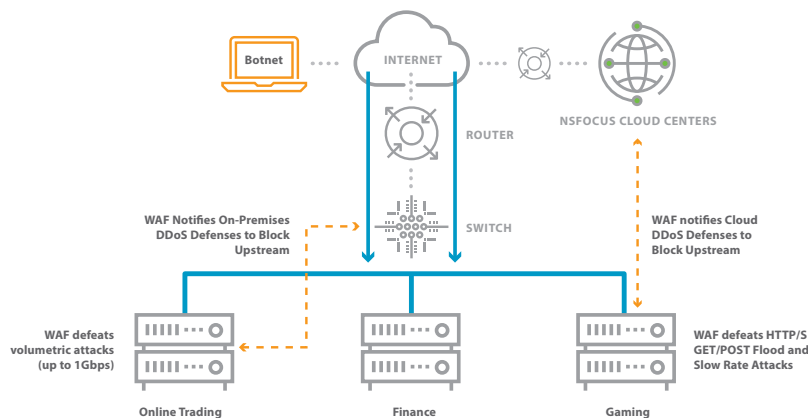 Botnet
INTERNET
NSFOCUS CLOUD CENTERS
ROUTER
WAF Notifies On-Premises
DDoS Defenses to Block
Upstream
SWITCH
WAF notifies Cloud
DDoS Defenses to
Block Upstream
WAF defeats
volumetric attacks
(up to 1Gbps)
WAF defeats HTTP/S
GET/POST Flood and
Slow Rate Attacks
Online Trading
Finance
Gaming